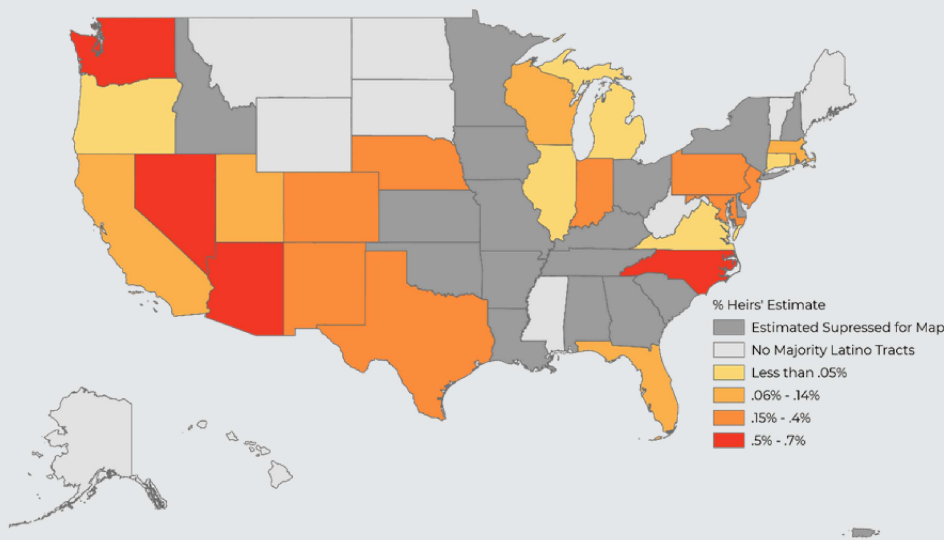 % Heirs' Estimate
Estimated Supressed for Map
No Majority Latino Tracts
Less than .05%
.06% - .14%
.15% - .4%
.5% - .7%